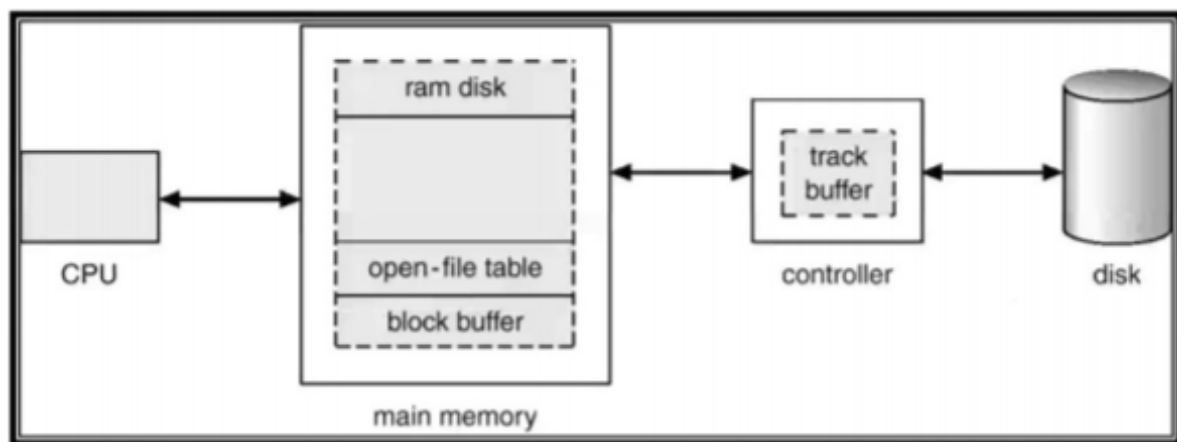 ram disk
track
buffer
open-file table
CPU
controller
disk
block buffer
main memory